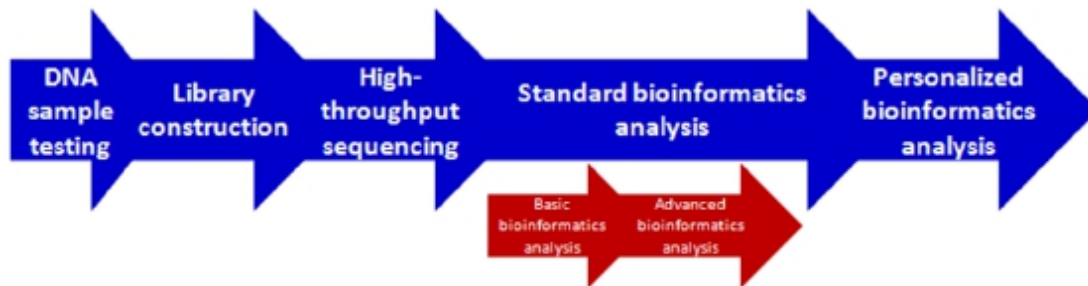 DNA
sample
testing
Library
construction
High-
throughput
sequencing
Standard bioinformatics
analysis
Personalized
bioinformatics
analysis
Basic
bioinformatics
analysis
Advanced
bioinformatics
analysis